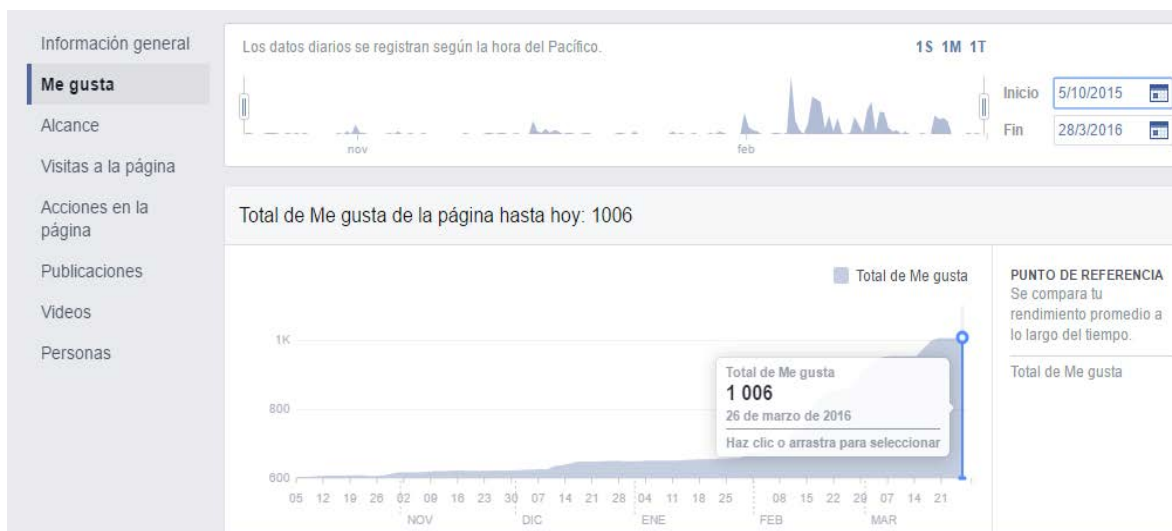 Información general
Me gusta
Alcance
Visitas a la página
Acciones en la
página
Publicaciones
Videos
Personas
Los datos diarios se registran según la hora del Pacífico.
1S 1M 1T
nov
feb
Inicio 5/10/2015
Fin 28/3/2016
Total de Me gusta de la página hasta hoy: 1006
Total de Me gusta
1K
800
600
Total de Me gusta
1 006
26 de marzo de 2016
Haz clic o arrastra para seleccionar
05 12 19 26 02 09 16 23 30 07 14 21 28 04 11 18 25 08 15 22 29 07 14 21
NOV DIC ENE FEB MAR
PUNTO DE REFERENCIA
Se compara tu
rendimiento promedio a
lo largo del tiempo.
Total de Me gusta